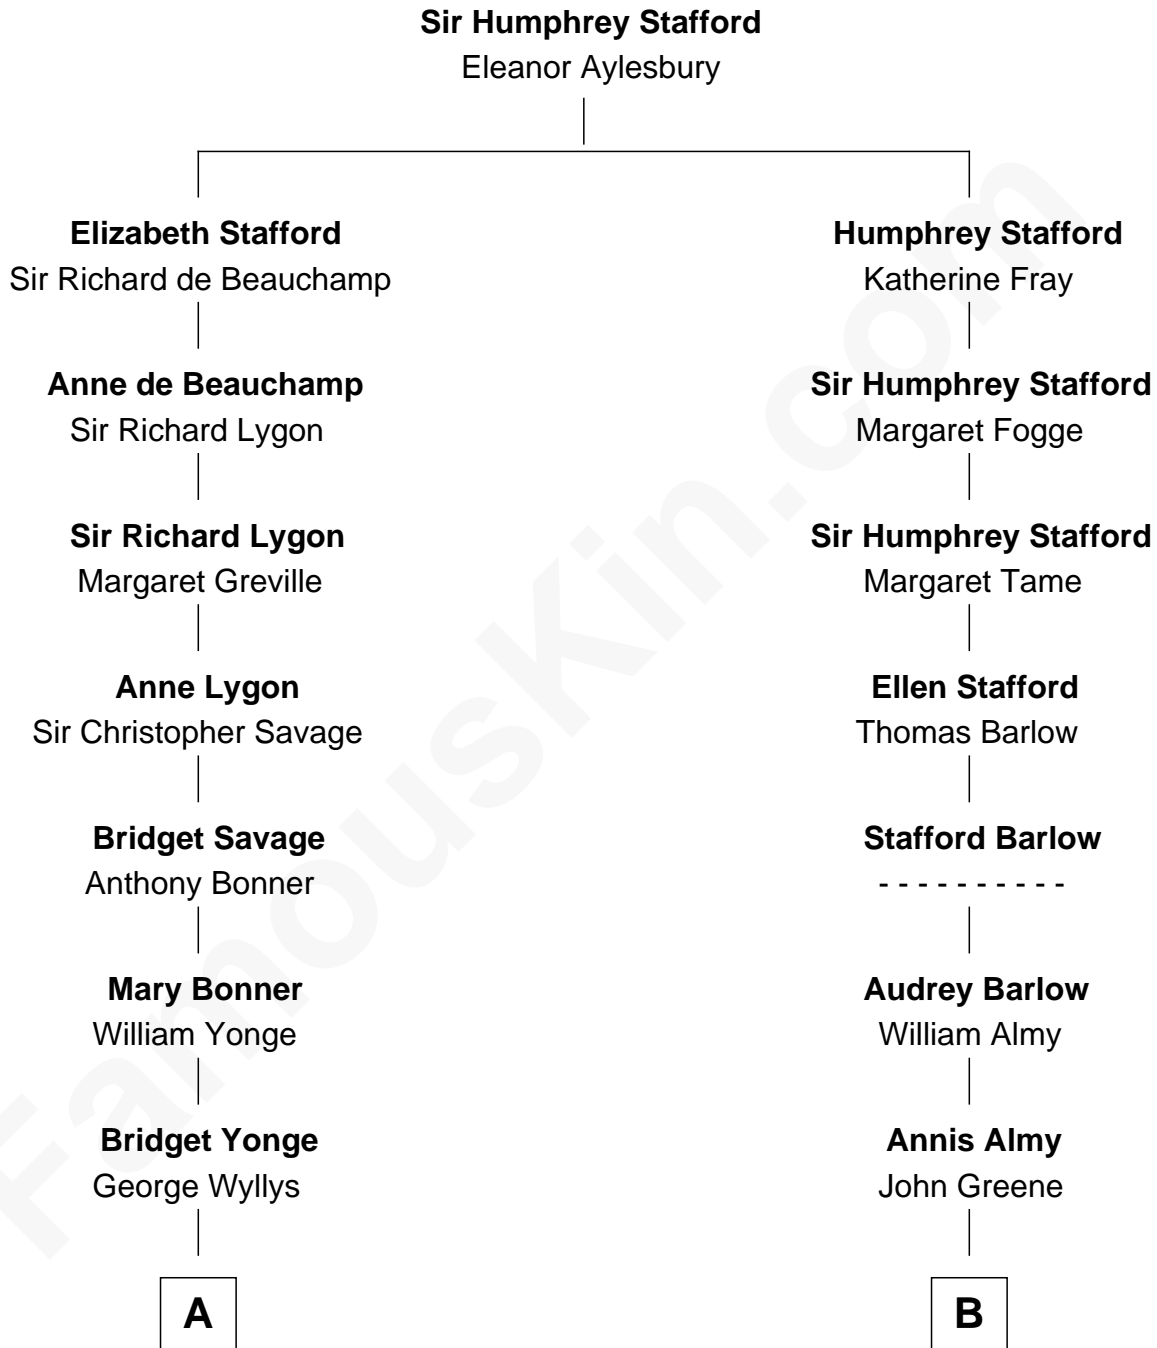 Sir Humphrey Stafford
Eleanor Aylesbury
Elizabeth Stafford
Sir Richard de Beauchamp
Anne de Beauchamp
Sir Richard Lygon
Sir Richard Lygon
Margaret Greville
Anne Lygon
Sir Christopher Savage
Bridget Savage
Anthony Bonner
Mary Bonner
William Yonge
Bridget Yonge
George Wyllys
A
Humphrey Stafford
Katherine Fray
Sir Humphrey Stafford
Margaret Fogge
Sir Humphrey Stafford
Margaret Tame
Ellen Stafford
Thomas Barlow
Stafford Barlow
- - - - - - - - - -
Audrey Barlow
William Almy
Annis Almy
John Greene
B
FamousKin.com